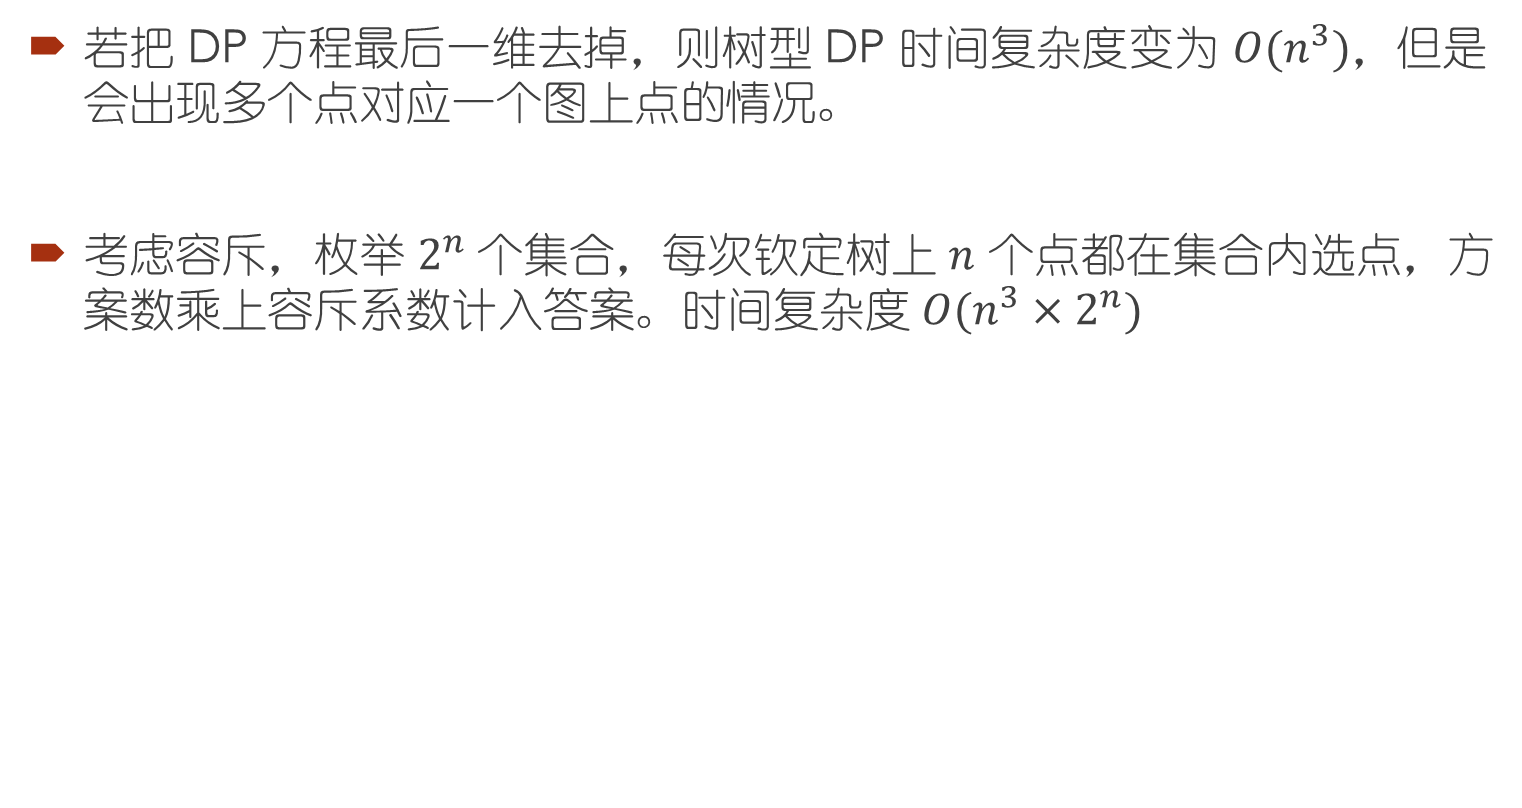 若把 DP 方程最后一维去掉，则树型 DP 时间复杂度变为 O(n³)，但是
会出现多个点对应一个图上点的情况。
考虑容斥，枚举 2ⁿ 个集合，每次钦定树上 n 个点都在集合内选点，方
案数乘上容斥系数计入答案。时间复杂度 O(n³ × 2ⁿ)